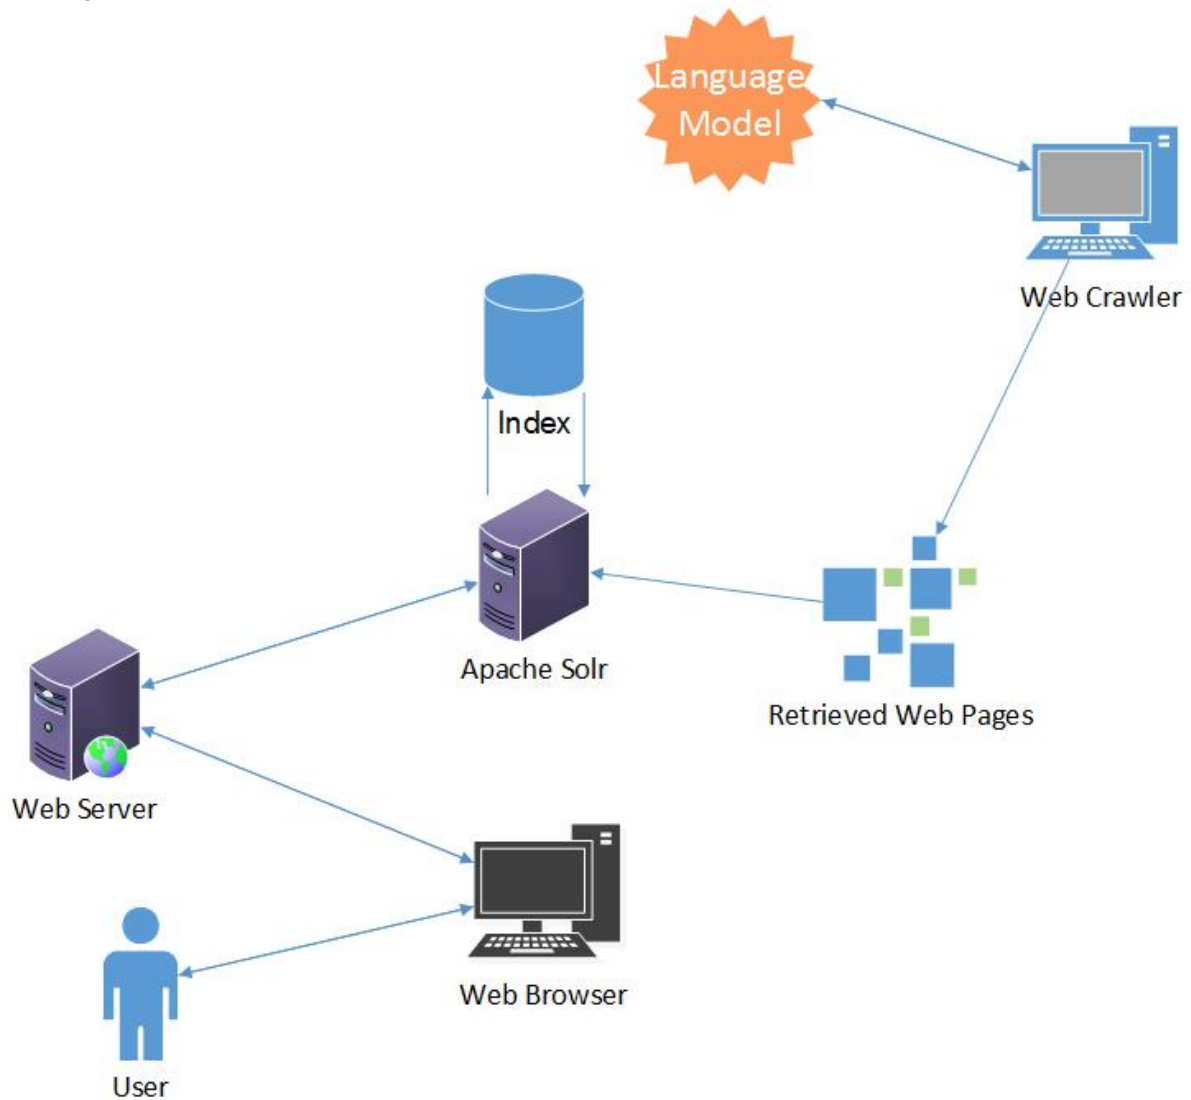 Language
Model
Web Crawler
Index
Apache Solr
Retrieved Web Pages
Web Server
Web Browser
User